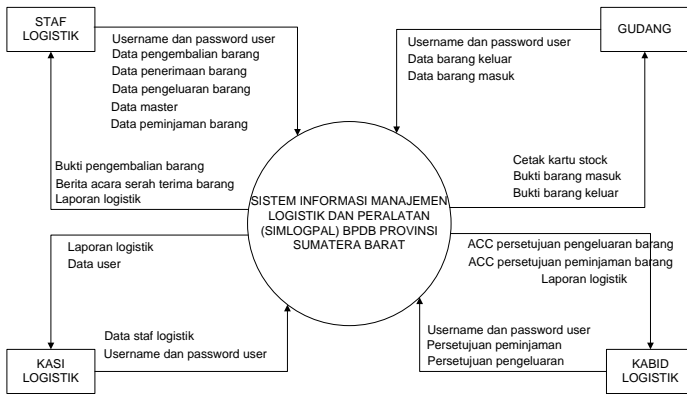 STAF
LOGISTIK
Username dan password user
Data pengembalian barang
Data penerimaan barang
Data pengeluaran barang
Data master
Data peminjaman barang
Bukti pengembalian barang
Berita acara serah terima barang
Laporan logistik
GUDANG
Username dan password user
Data barang keluar
Data barang masuk
Cetak kartu stock
Bukti barang masuk
Bukti barang keluar
SISTEM INFORMASI MANAJEMEN
LOGISTIK DAN PERALATAN
(SIMLOGPAL) BPDB PROVINSI
SUMATERA BARAT
Laporan logistik
Data user
Data staf logistik
Username dan password user
KASI
LOGISTIK
ACC persetujuan pengeluaran barang
ACC persetujuan peminjaman barang
Laporan logistik
Username dan password user
Persetujuan peminjaman
Persetujuan pengeluaran
KABID
LOGISTIK